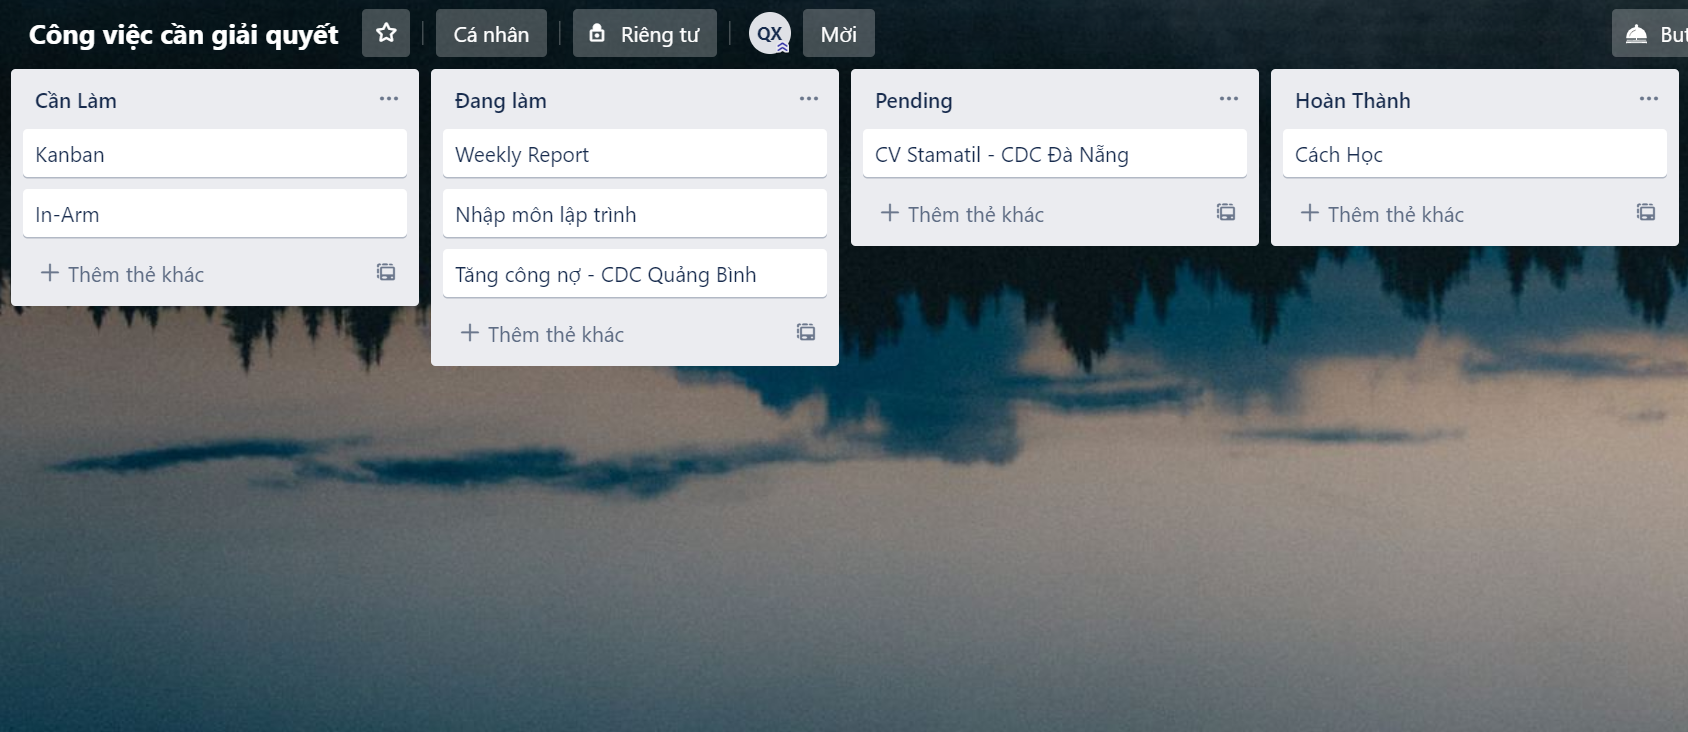 Công việc cần giải quyết
Cá nhân
Riêng tư
QX
Mời
But
Cần Làm
Kanban
In-Arm
Thêm thẻ khác
Đang làm
Weekly Report
Nhập môn lập trình
Tăng công nợ - CDC Quảng Bình
Thêm thẻ khác
Pending
CV Stamatil - CDC Đà Nẵng
Thêm thẻ khác
Hoàn Thành
Cách Học
Thêm thẻ khác